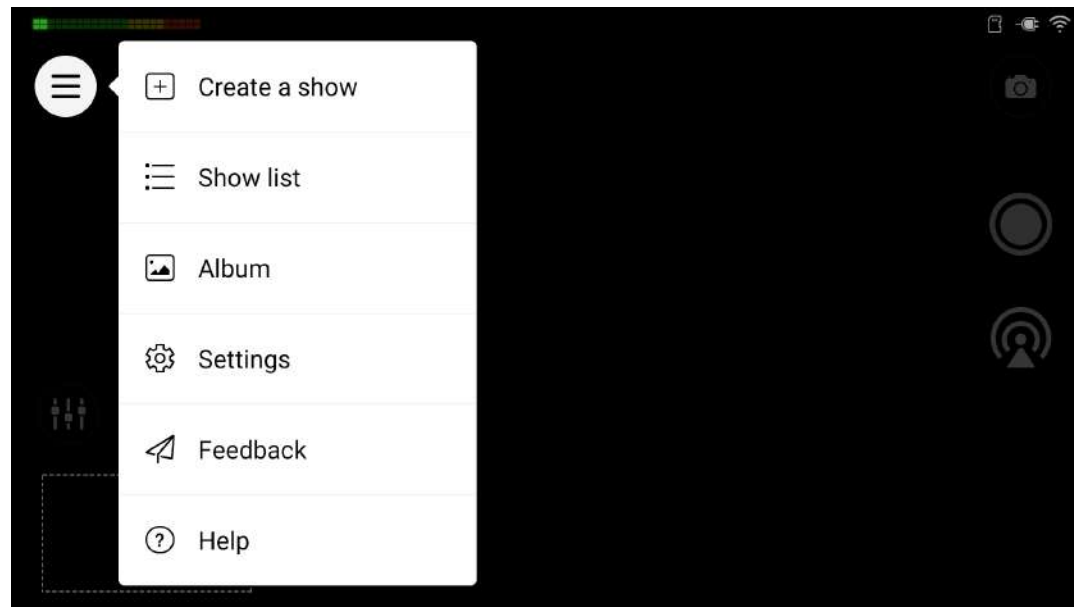 Create a show
Show list
Album
Settings
Feedback
Help